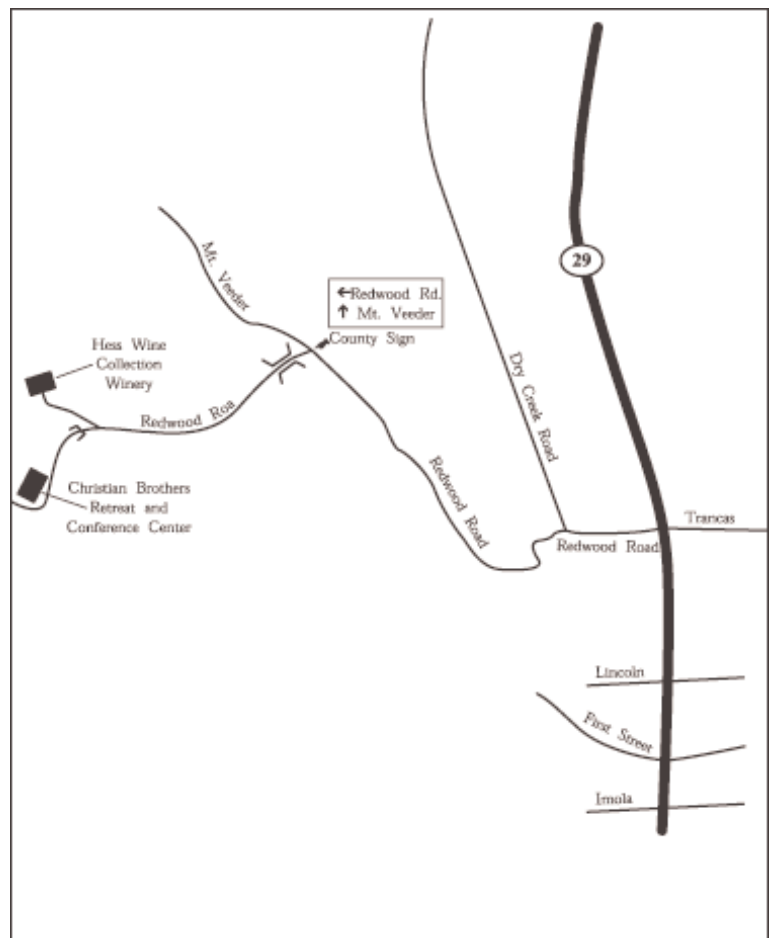 29
Mt. Veeder
←Redwood Rd.
↑ Mt. Veeder
County Sign
Hess Wine
Collection
Winery
Redwood Roa
Dry Creek Road
Redwood Road
Christian Brothers
Retreat and
Conference Center
Trancas
Redwood Road
Lincoln
First Street
Imola